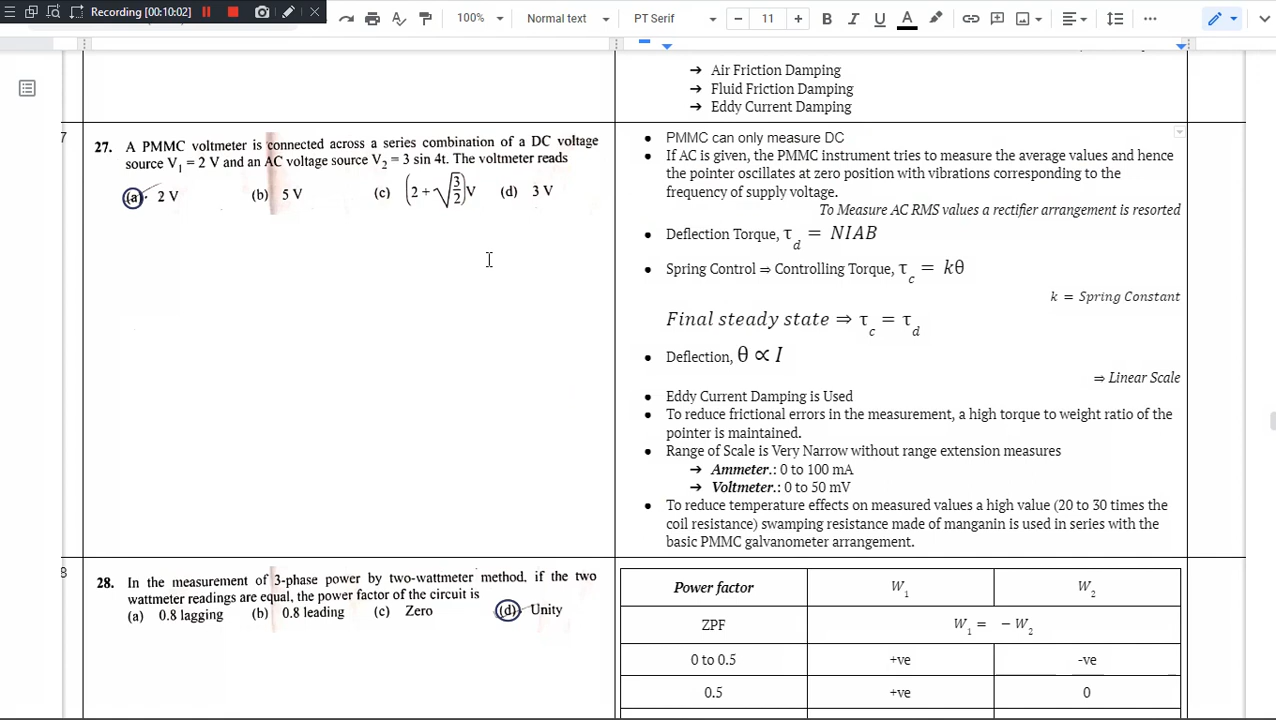 Recording [00:10:02]
100% Normal text PT Serif 11 B I U A
→ Air Friction Damping
→ Fluid Friction Damping
→ Eddy Current Damping
7
27. A PMMC voltmeter is connected across a series combination of a DC voltage
source V₁ = 2 V and an AC voltage source V₂ = 3 sin 4t. The voltmeter reads
(a) 2 V (b) 5 V (c) (2 + √(3/2))V (d) 3 V
● PMMC can only measure DC
● If AC is given, the PMMC instrument tries to measure the average values and hence
the pointer oscillates at zero position with vibrations corresponding to the
frequency of supply voltage.
To Measure AC RMS values a rectifier arrangement is resorted
● Deflection Torque, τ_d = NIAB
● Spring Control ⇒ Controlling Torque, τ_c = kθ
k = Spring Constant
Final steady state ⇒ τ_c = τ_d
● Deflection, θ ∝ I
⇒ Linear Scale
● Eddy Current Damping is Used
● To reduce frictional errors in the measurement, a high torque to weight ratio of the
pointer is maintained.
● Range of Scale is Very Narrow without range extension measures
→ Ammeter.: 0 to 100 mA
→ Voltmeter.: 0 to 50 mV
● To reduce temperature effects on measured values a high value (20 to 30 times the
coil resistance) swamping resistance made of manganin is used in series with the
basic PMMC galvanometer arrangement.
8
28. In the measurement of 3-phase power by two-wattmeter method, if the two
wattmeter readings are equal, the power factor of the circuit is
(a) 0.8 lagging (b) 0.8 leading (c) Zero (d) Unity
Power factor W₁ W₂
ZPF W₁ = − W₂
0 to 0.5 +ve -ve
0.5 +ve 0